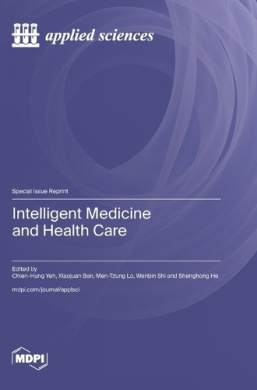 applied sciences
Special Issue Reprint
Intelligent Medicine
and Health Care
Edited by
Chien-Hung Yeh, Xiaojuan Ban, Men-Tzung Lo, Wenbin Shi and Shenghong He
mdpi.com/journal/applsci
MDPI